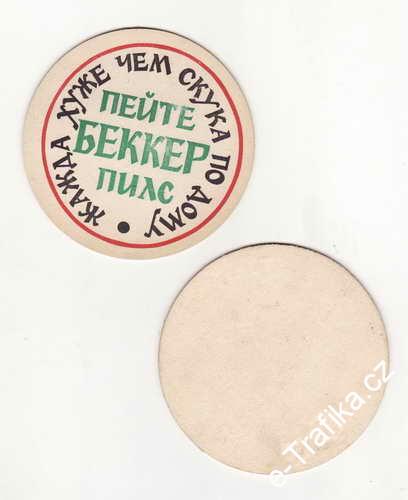 ЖАЖДА ХУЖЕ ЧЕМ СКУКА ПО ДОМУ •
ПЕЙТЕ
БЕККЕР
ПИЛС
e-Trafika.cz